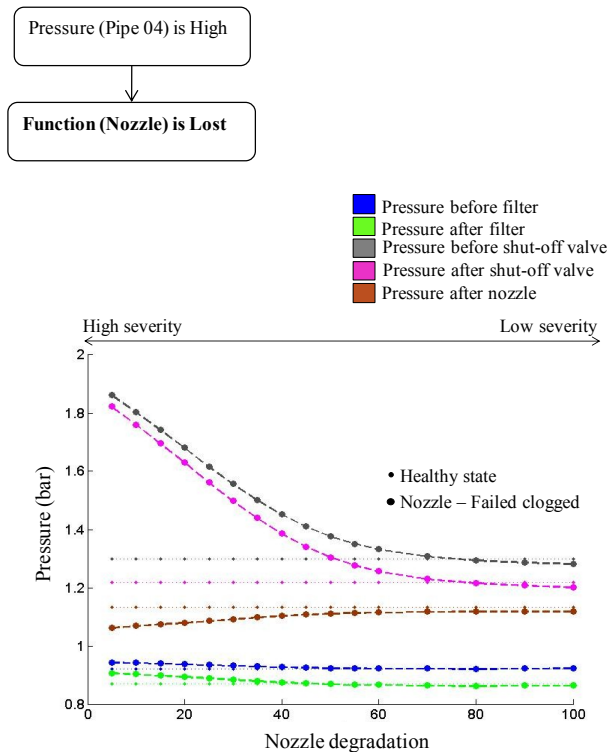 Pressure (Pipe 04) is High
Function (Nozzle) is Lost
Pressure before filter
Pressure after filter
Pressure before shut-off valve
Pressure after shut-off valve
Pressure after nozzle
High severity
Low severity
2
1.8
1.6
1.4
1.2
1
0.8
Pressure (bar)
Healthy state
Nozzle – Failed clogged
0
20
40
60
80
100
Nozzle degradation